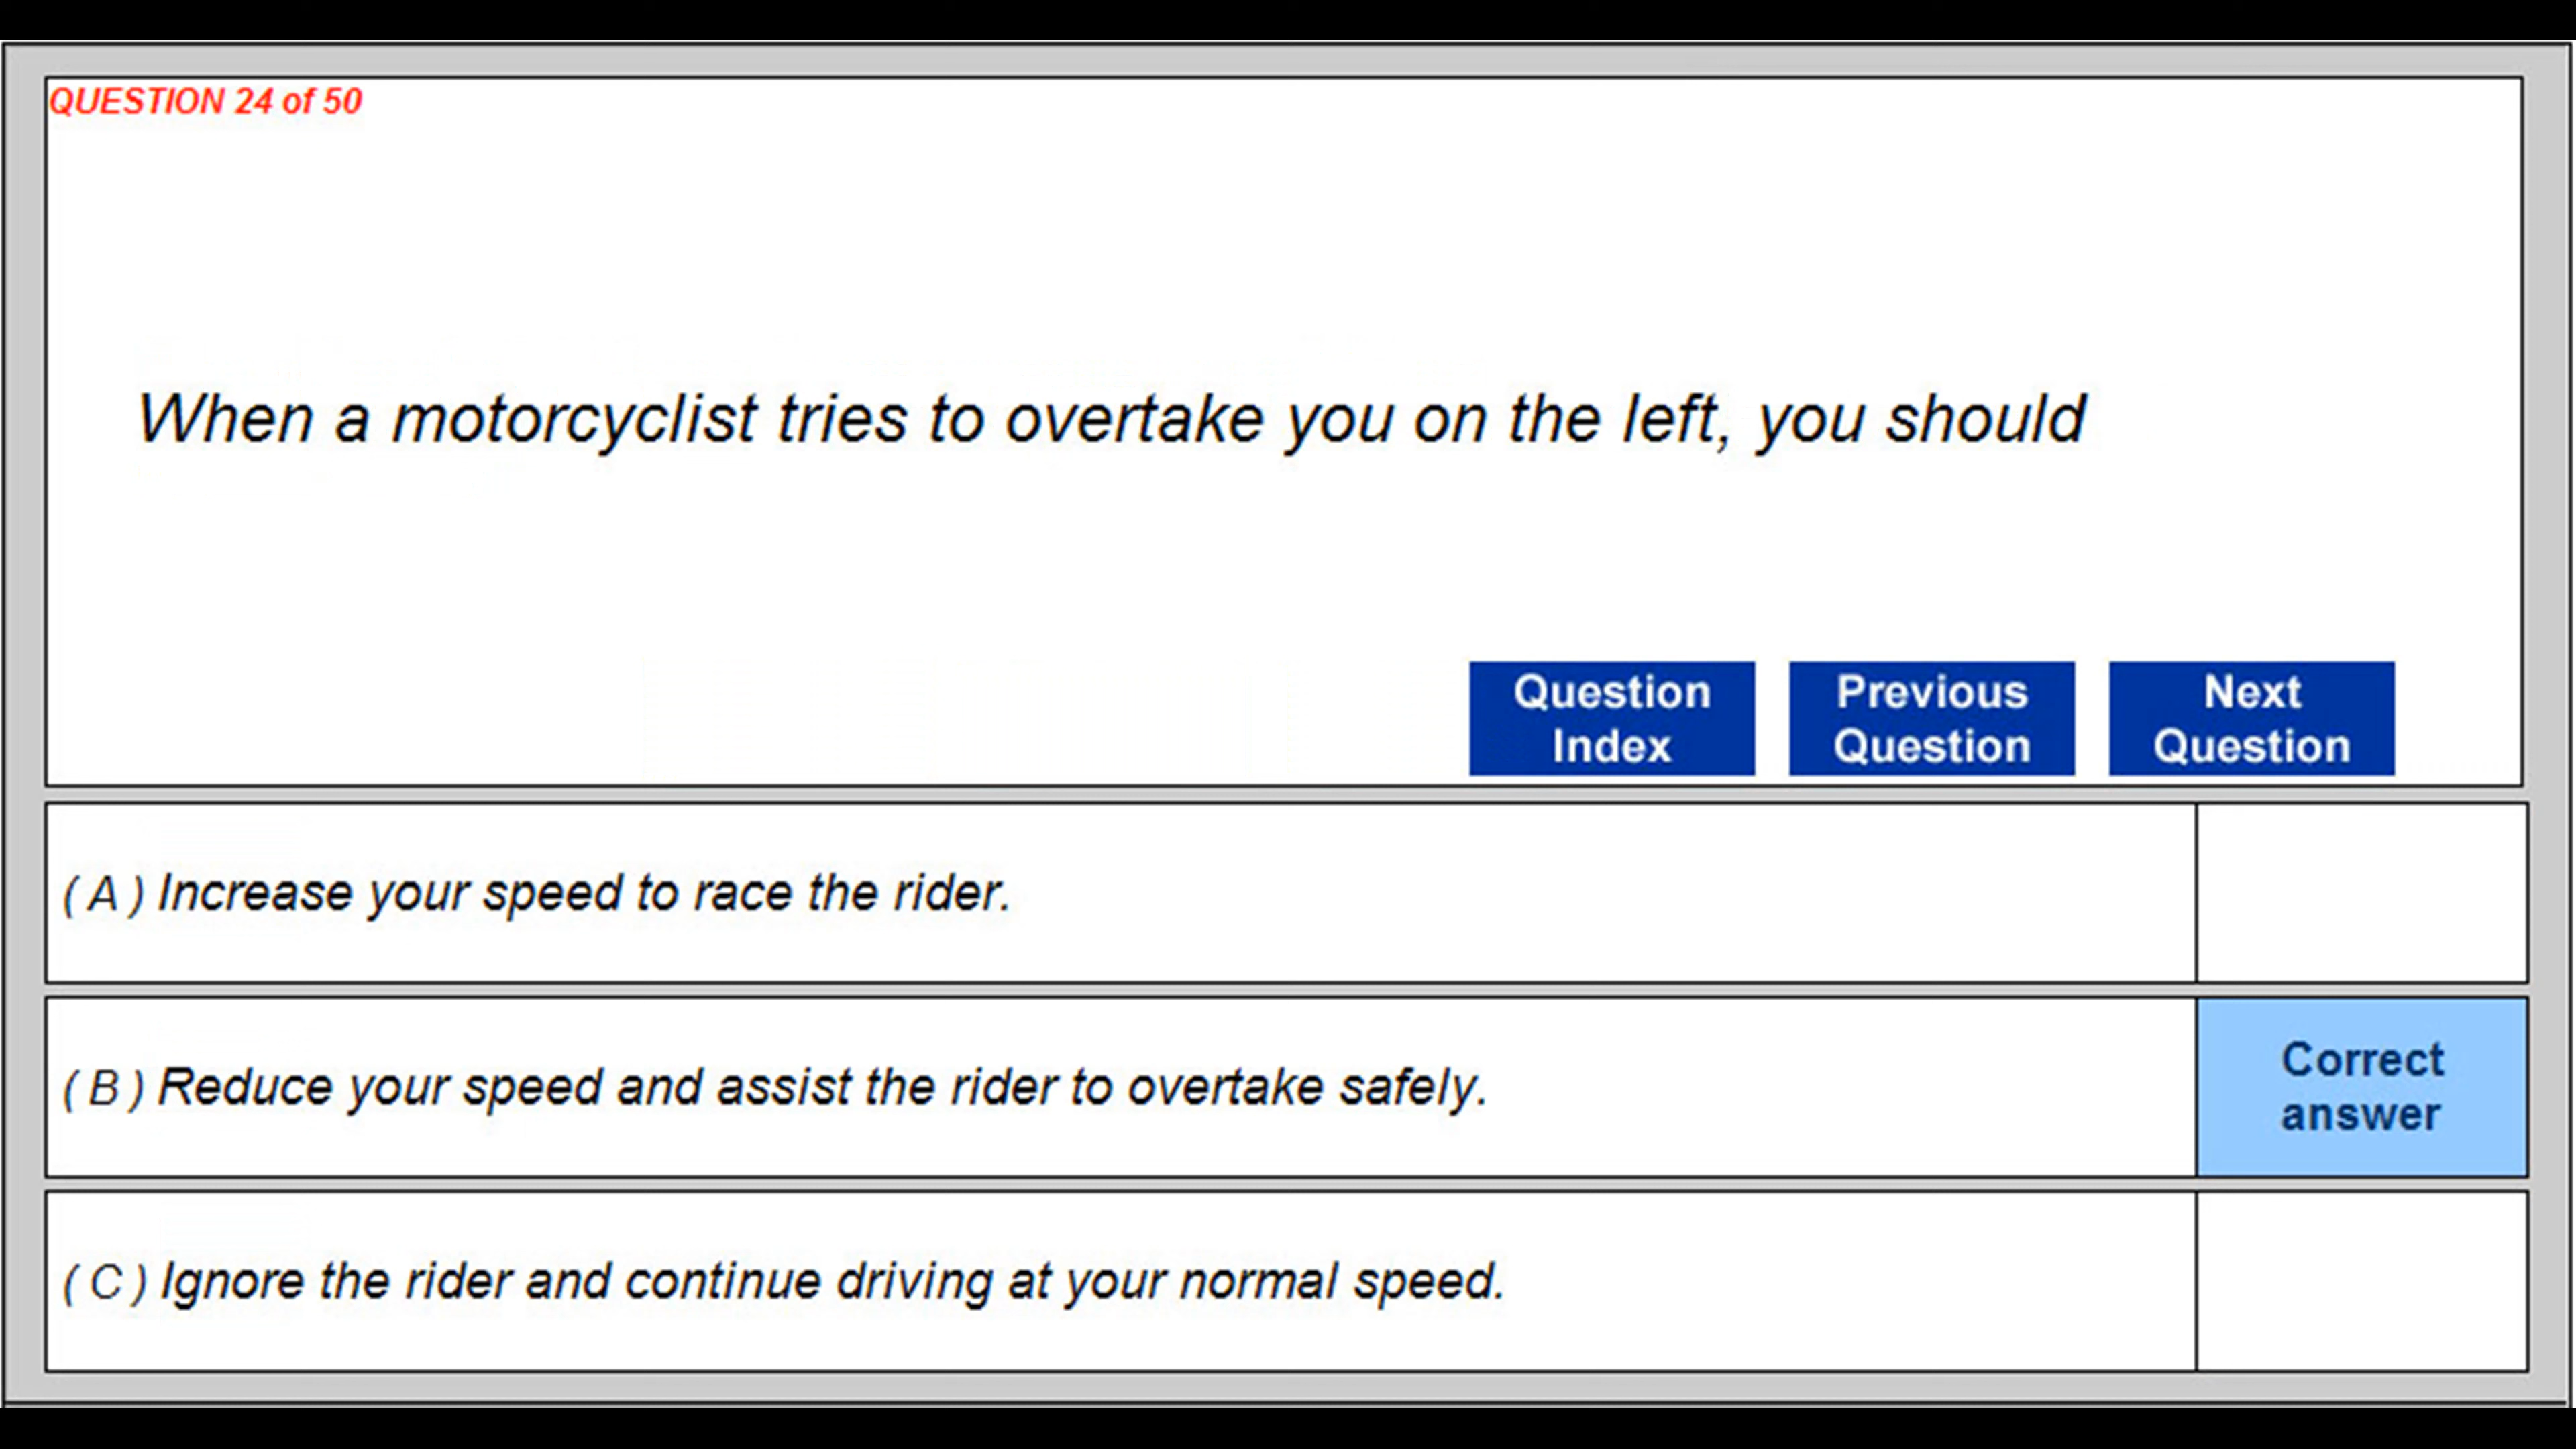 QUESTION 24 of 50
When a motorcyclist tries to overtake you on the left, you should
Question
Index
Previous
Question
Next
Question
( A ) Increase your speed to race the rider.
( B ) Reduce your speed and assist the rider to overtake safely.
Correct
answer
( C ) Ignore the rider and continue driving at your normal speed.